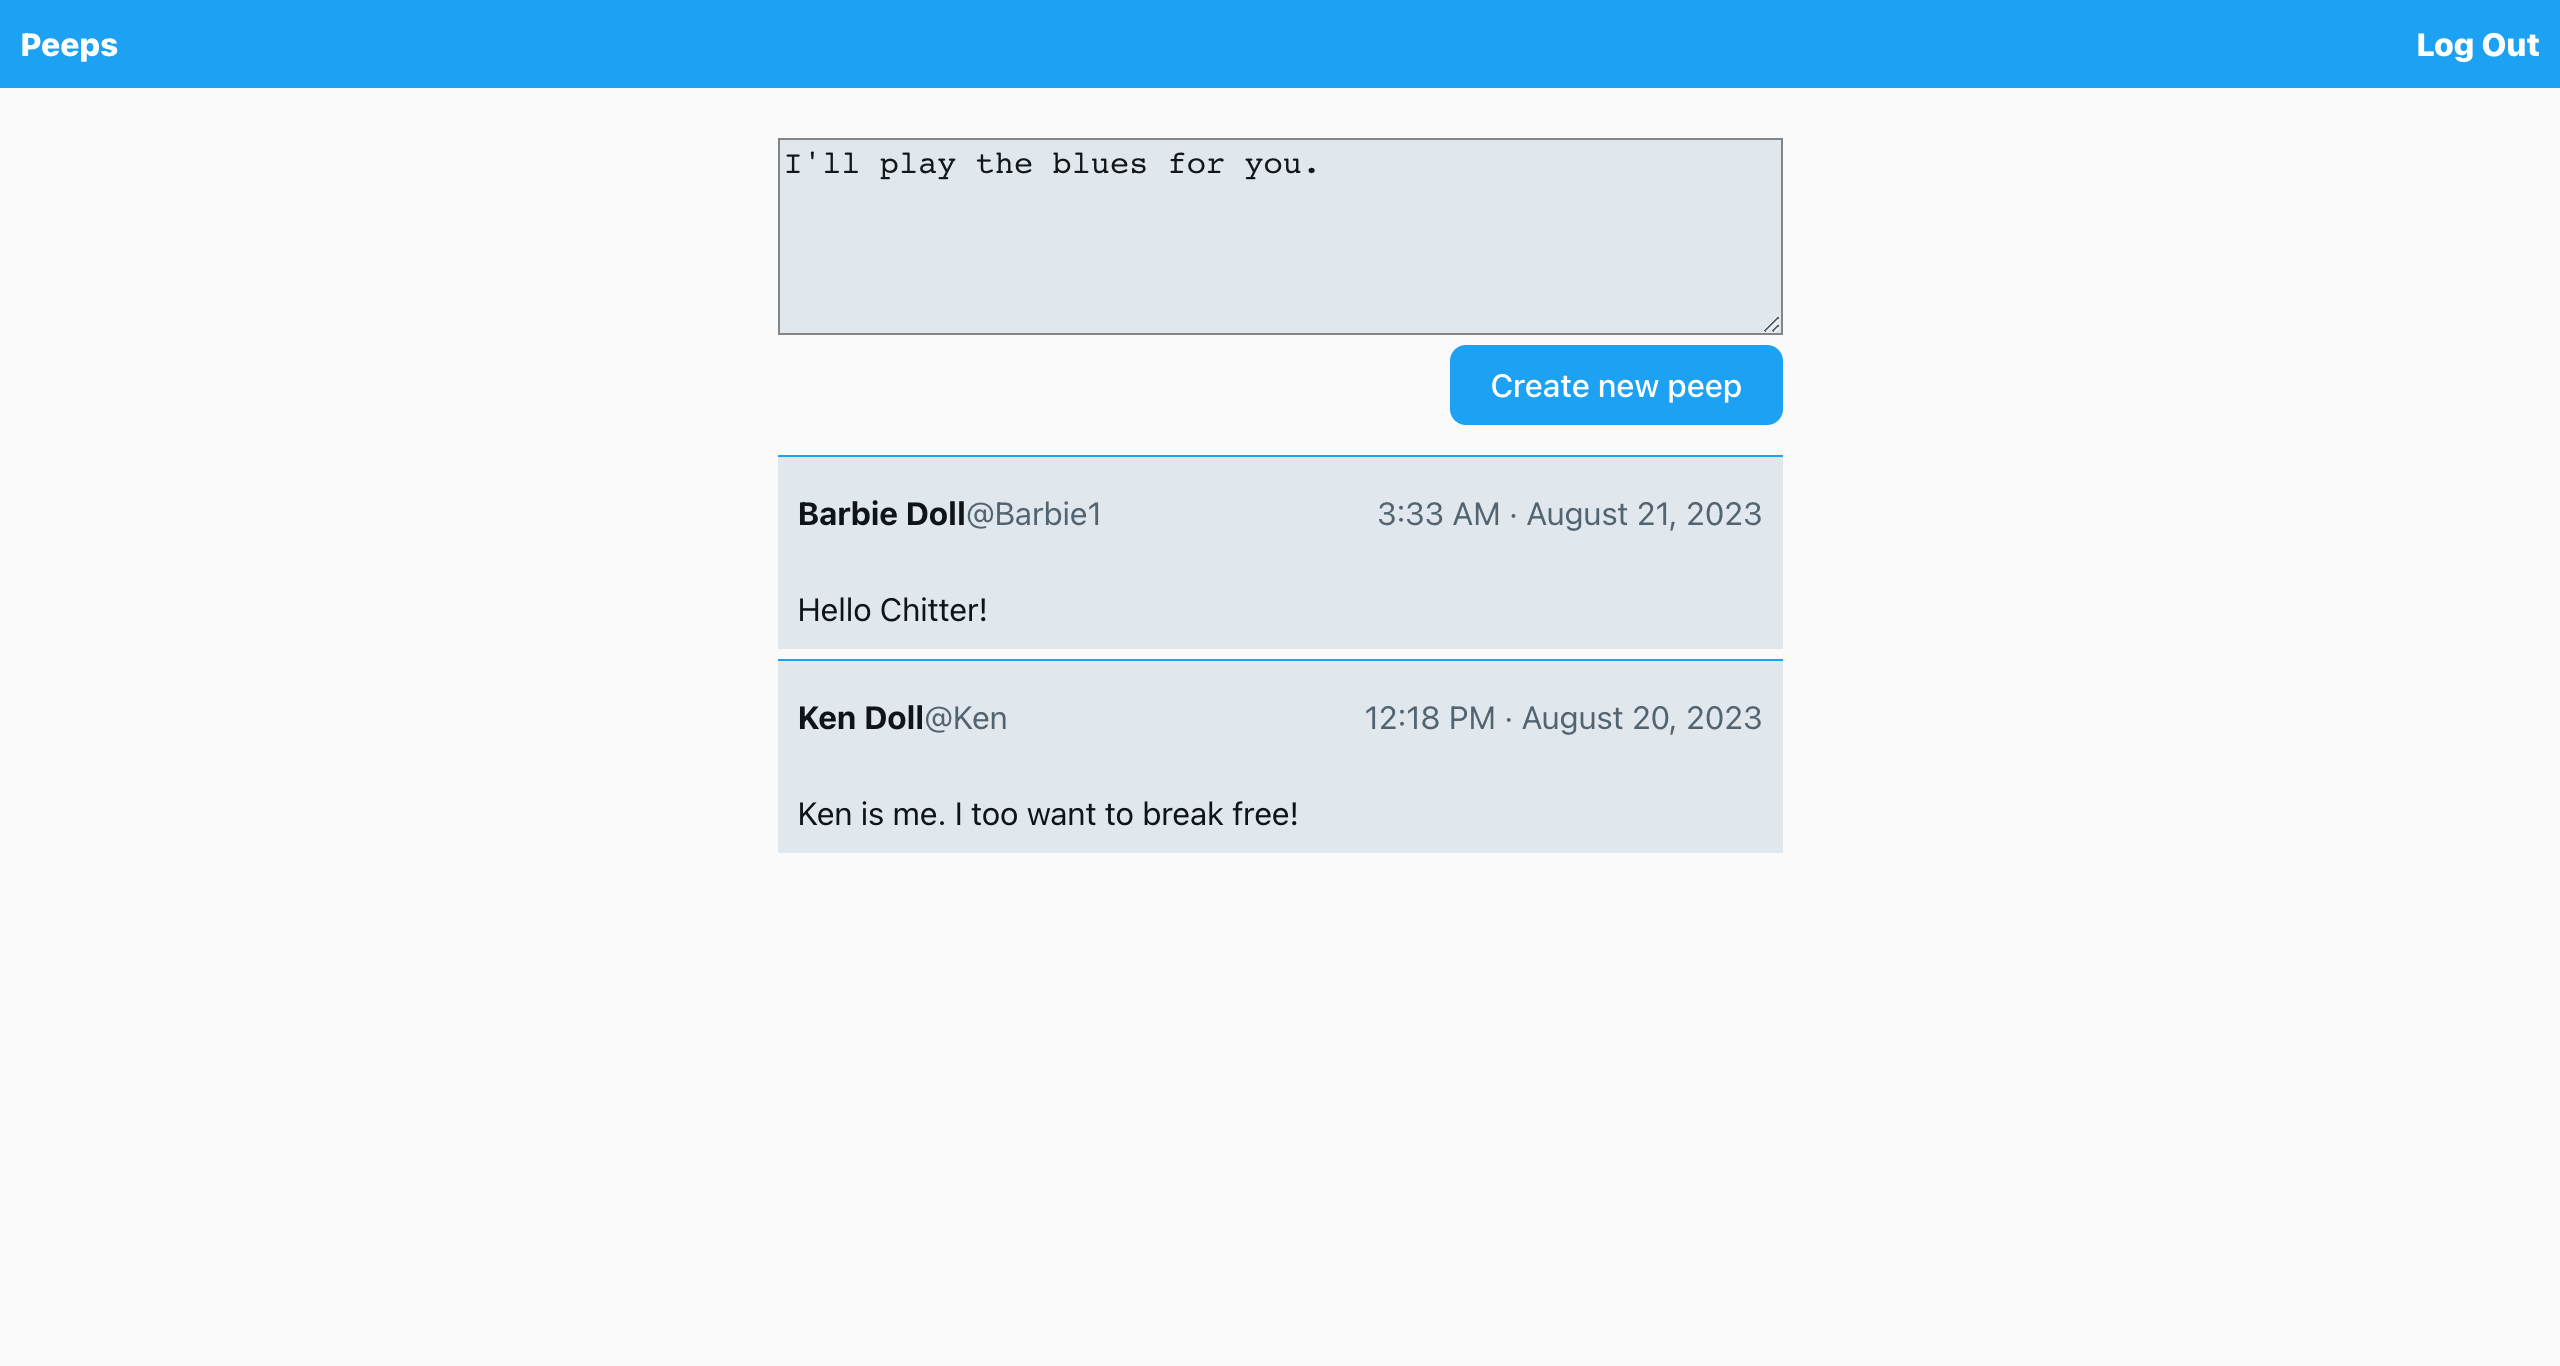 Peeps
Log Out
I'll play the blues for you.
Create new peep
Barbie Doll@Barbie1
3:33 AM · August 21, 2023
Hello Chitter!
Ken Doll@Ken
12:18 PM · August 20, 2023
Ken is me. I too want to break free!